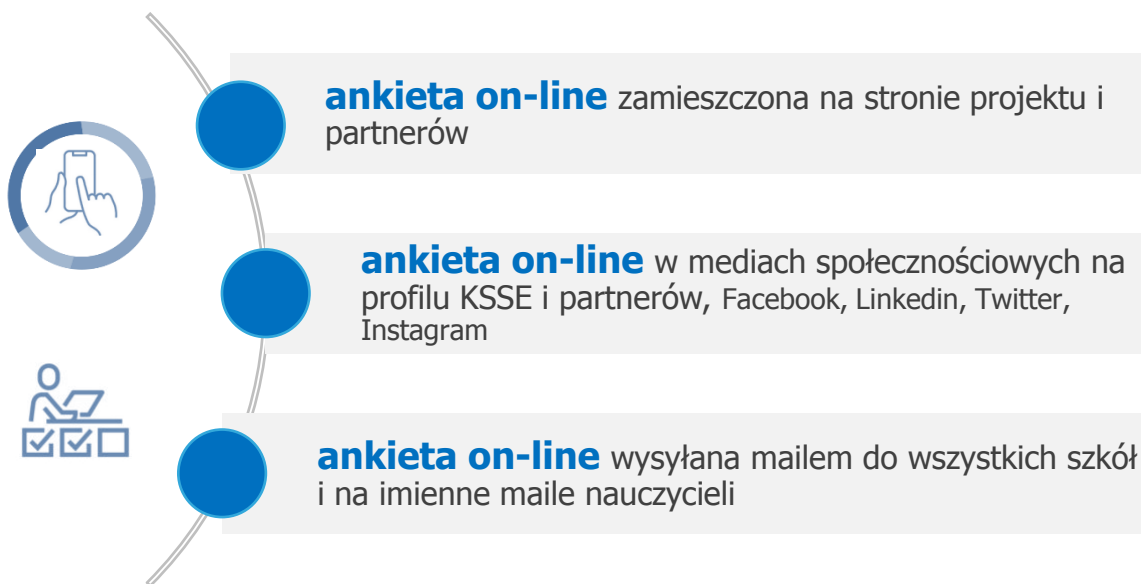 ankieta on-line zamieszczona na stronie projektu i
partnerów
ankieta on-line w mediach społecznościowych na
profilu KSSE i partnerów, Facebook, Linkedin, Twitter,
Instagram
ankieta on-line wysyłana mailem do wszystkich szkół
i na imienne maile nauczycieli